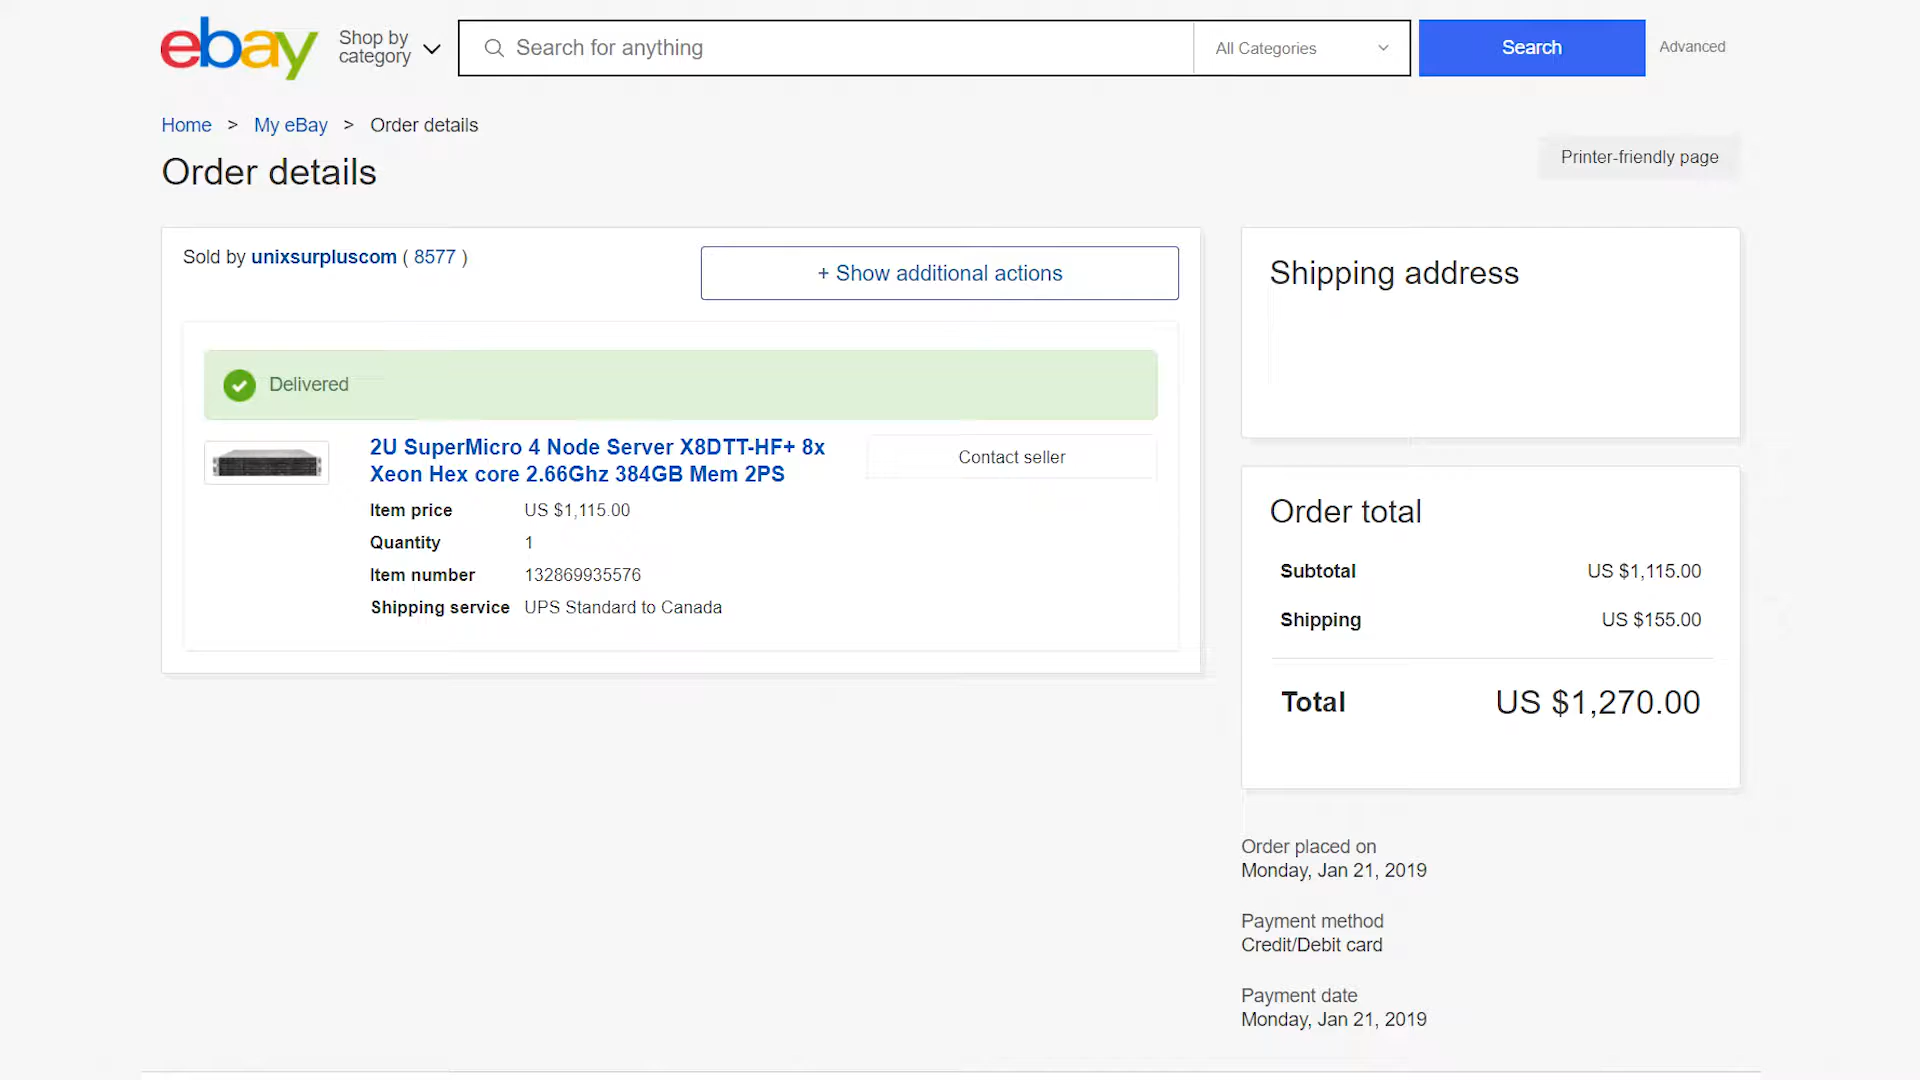 ebay
Shop by
category
Search for anything
All Categories
Search
Advanced
Home > My eBay > Order details
Order details
Printer-friendly page
Sold by unixsurpluscom ( 8577 )
+ Show additional actions
Delivered
2U SuperMicro 4 Node Server X8DTT-HF+ 8x
Xeon Hex core 2.66Ghz 384GB Mem 2PS
Contact seller
Item price US $1,115.00
Quantity 1
Item number 132869935576
Shipping service UPS Standard to Canada
Shipping address
Order total
Subtotal US $1,115.00
Shipping US $155.00
Total US $1,270.00
Order placed on
Monday, Jan 21, 2019
Payment method
Credit/Debit card
Payment date
Monday, Jan 21, 2019